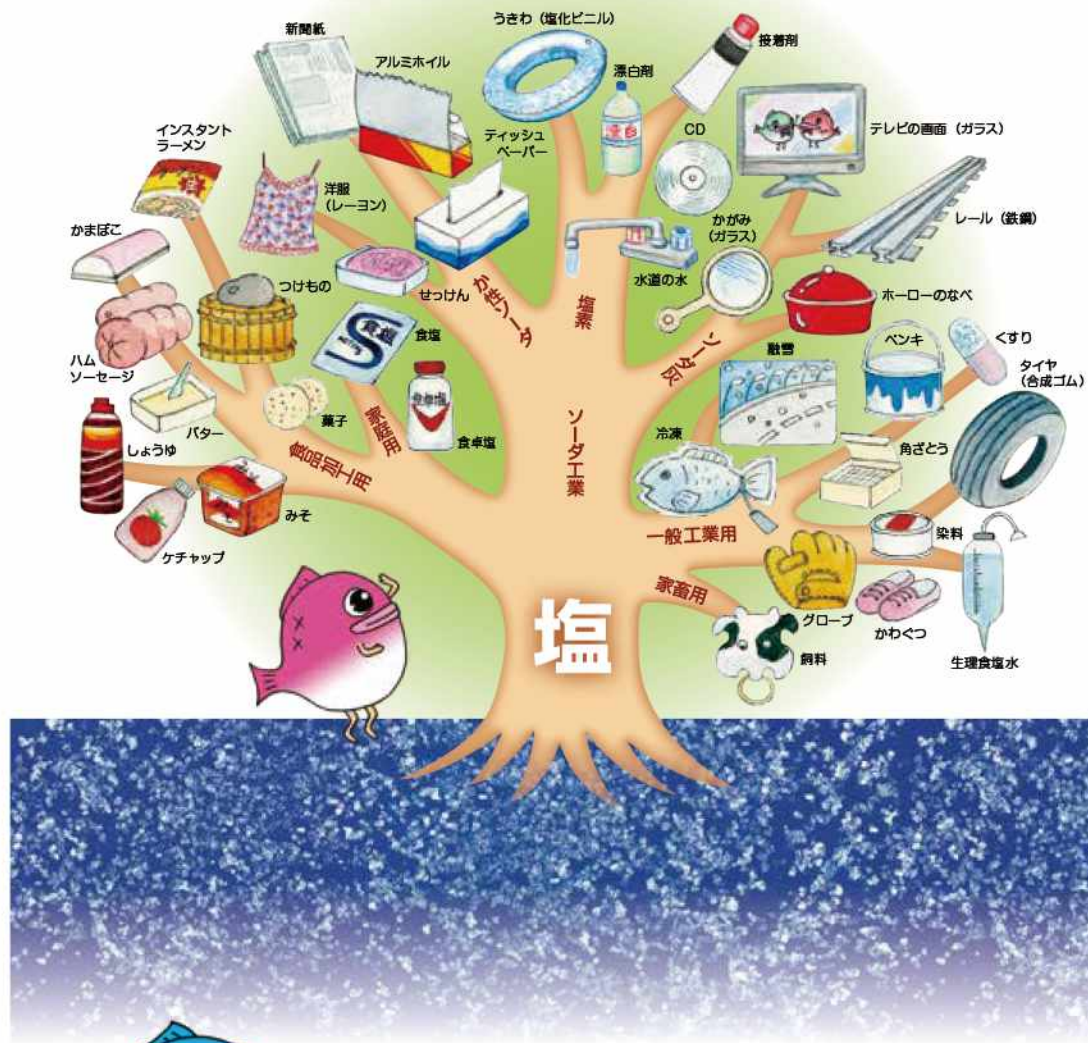 うきわ（塩化ビニル）
新聞紙
接着剤
アルミホイル
漂白剤
漂白
インスタント
ラーメン
ティッシュ
ペーパー
CD
テレビの画面（ガラス）
洋服
（レーヨン）
かがみ
（ガラス）
レール（鉄鋼）
かまぼこ
つけもの
せっけん
か性ソーダ
塩素
水道の水
ソーダ灰
ホーローのなべ
食塩
食塩
融雪
ペンキ
くすり
タイヤ
（合成ゴム）
ハム
ソーセージ
バター
菓子
家庭用
食卓塩
食卓塩
ソーダ工業
冷凍
角ざとう
しょうゆ
食品加工用
みそ
ケチャップ
一般工業用
染料
家畜用
グローブ
かわぐつ
生理食塩水
飼料
塩